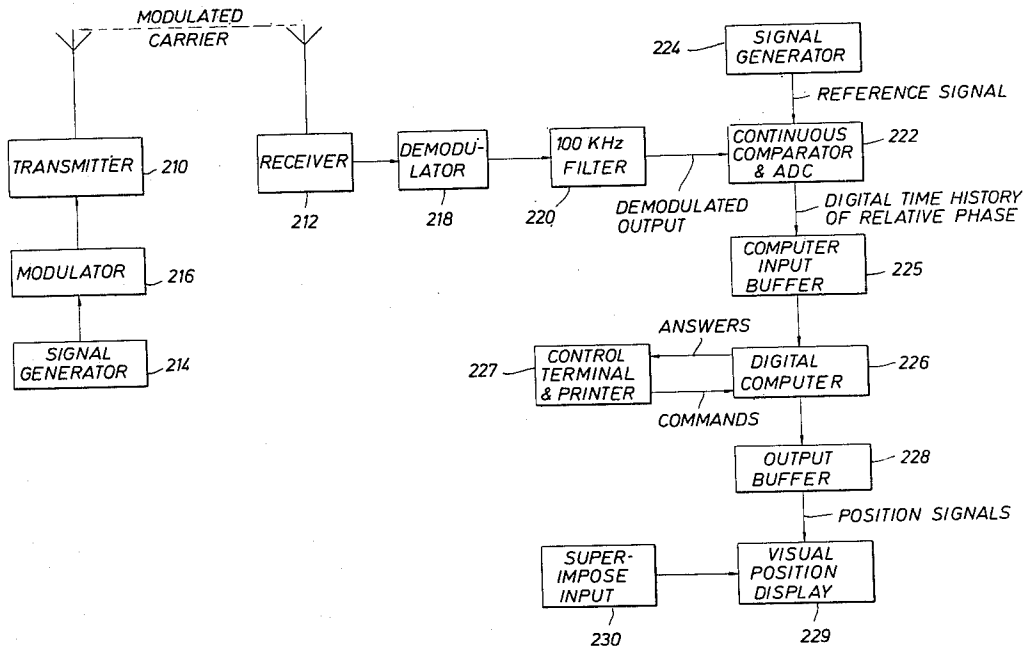 MODULATED
CARRIER
224
SIGNAL
GENERATOR
REFERENCE SIGNAL
TRANSMITTER
210
RECEIVER
212
DEMODU-
LATOR
218
100 KHz
FILTER
220
DEMODULATED
OUTPUT
CONTINUOUS
COMPARATOR
& ADC
222
DIGITAL TIME HISTORY
OF RELATIVE PHASE
MODULATOR
216
COMPUTER
INPUT
BUFFER
225
SIGNAL
GENERATOR
214
ANSWERS
227
CONTROL
TERMINAL
& PRINTER
COMMANDS
DIGITAL
COMPUTER
226
OUTPUT
BUFFER
228
POSITION SIGNALS
SUPER-
IMPOSE
INPUT
230
VISUAL
POSITION
DISPLAY
229